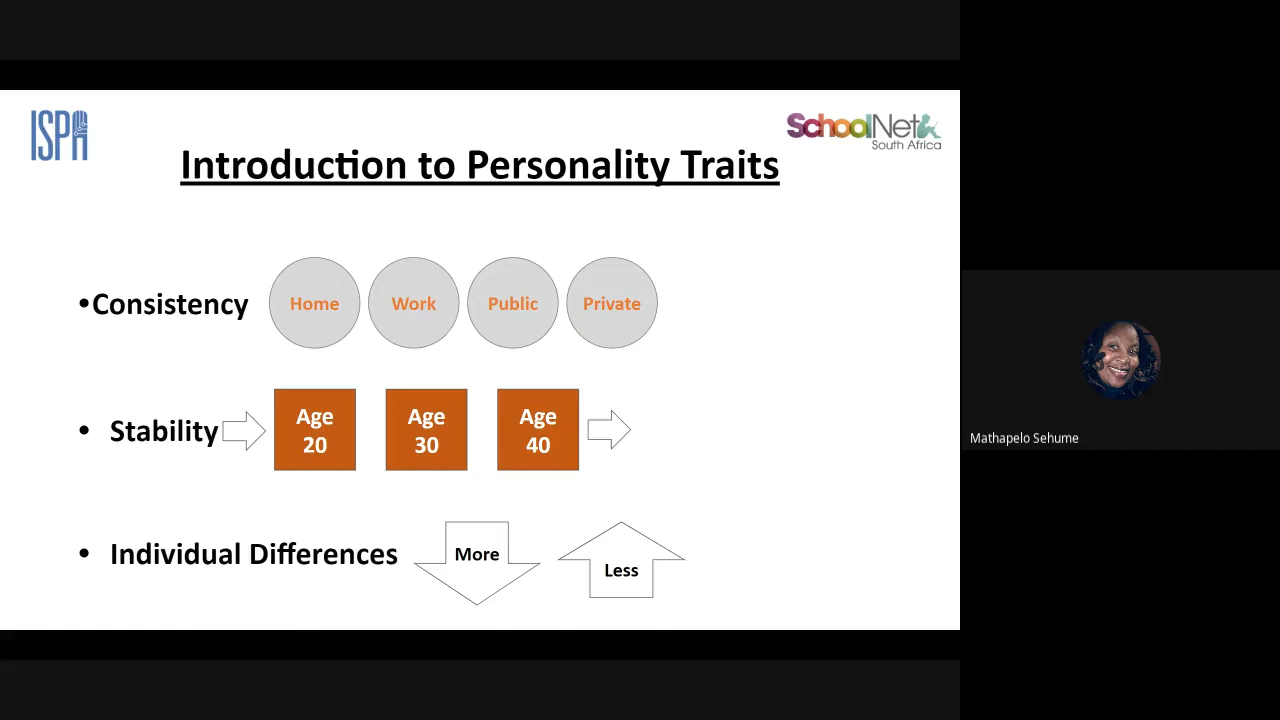 ISPA
SchoolNet
South Africa
Introduction to Personality Traits
•Consistency
Home
Work
Public
Private
• Stability
Age
20
Age
30
Age
40
• Individual Differences
More
Less
Mathapelo Sehume